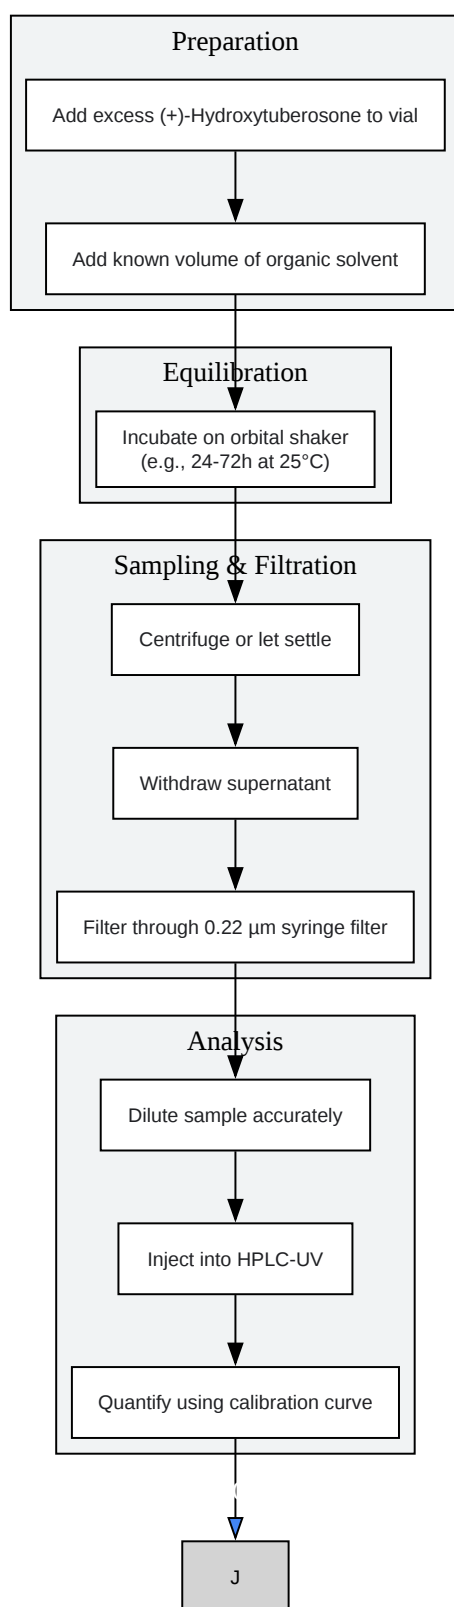 Preparation
Add excess (+)-Hydroxytuberosone to vial
Add known volume of organic solvent
Equilibration
Incubate on orbital shaker
(e.g., 24-72h at 25°C)
Sampling & Filtration
Centrifuge or let settle
Withdraw supernatant
Filter through 0.22 µm syringe filter
Analysis
Dilute sample accurately
Inject into HPLC-UV
Quantify using calibration curve
J